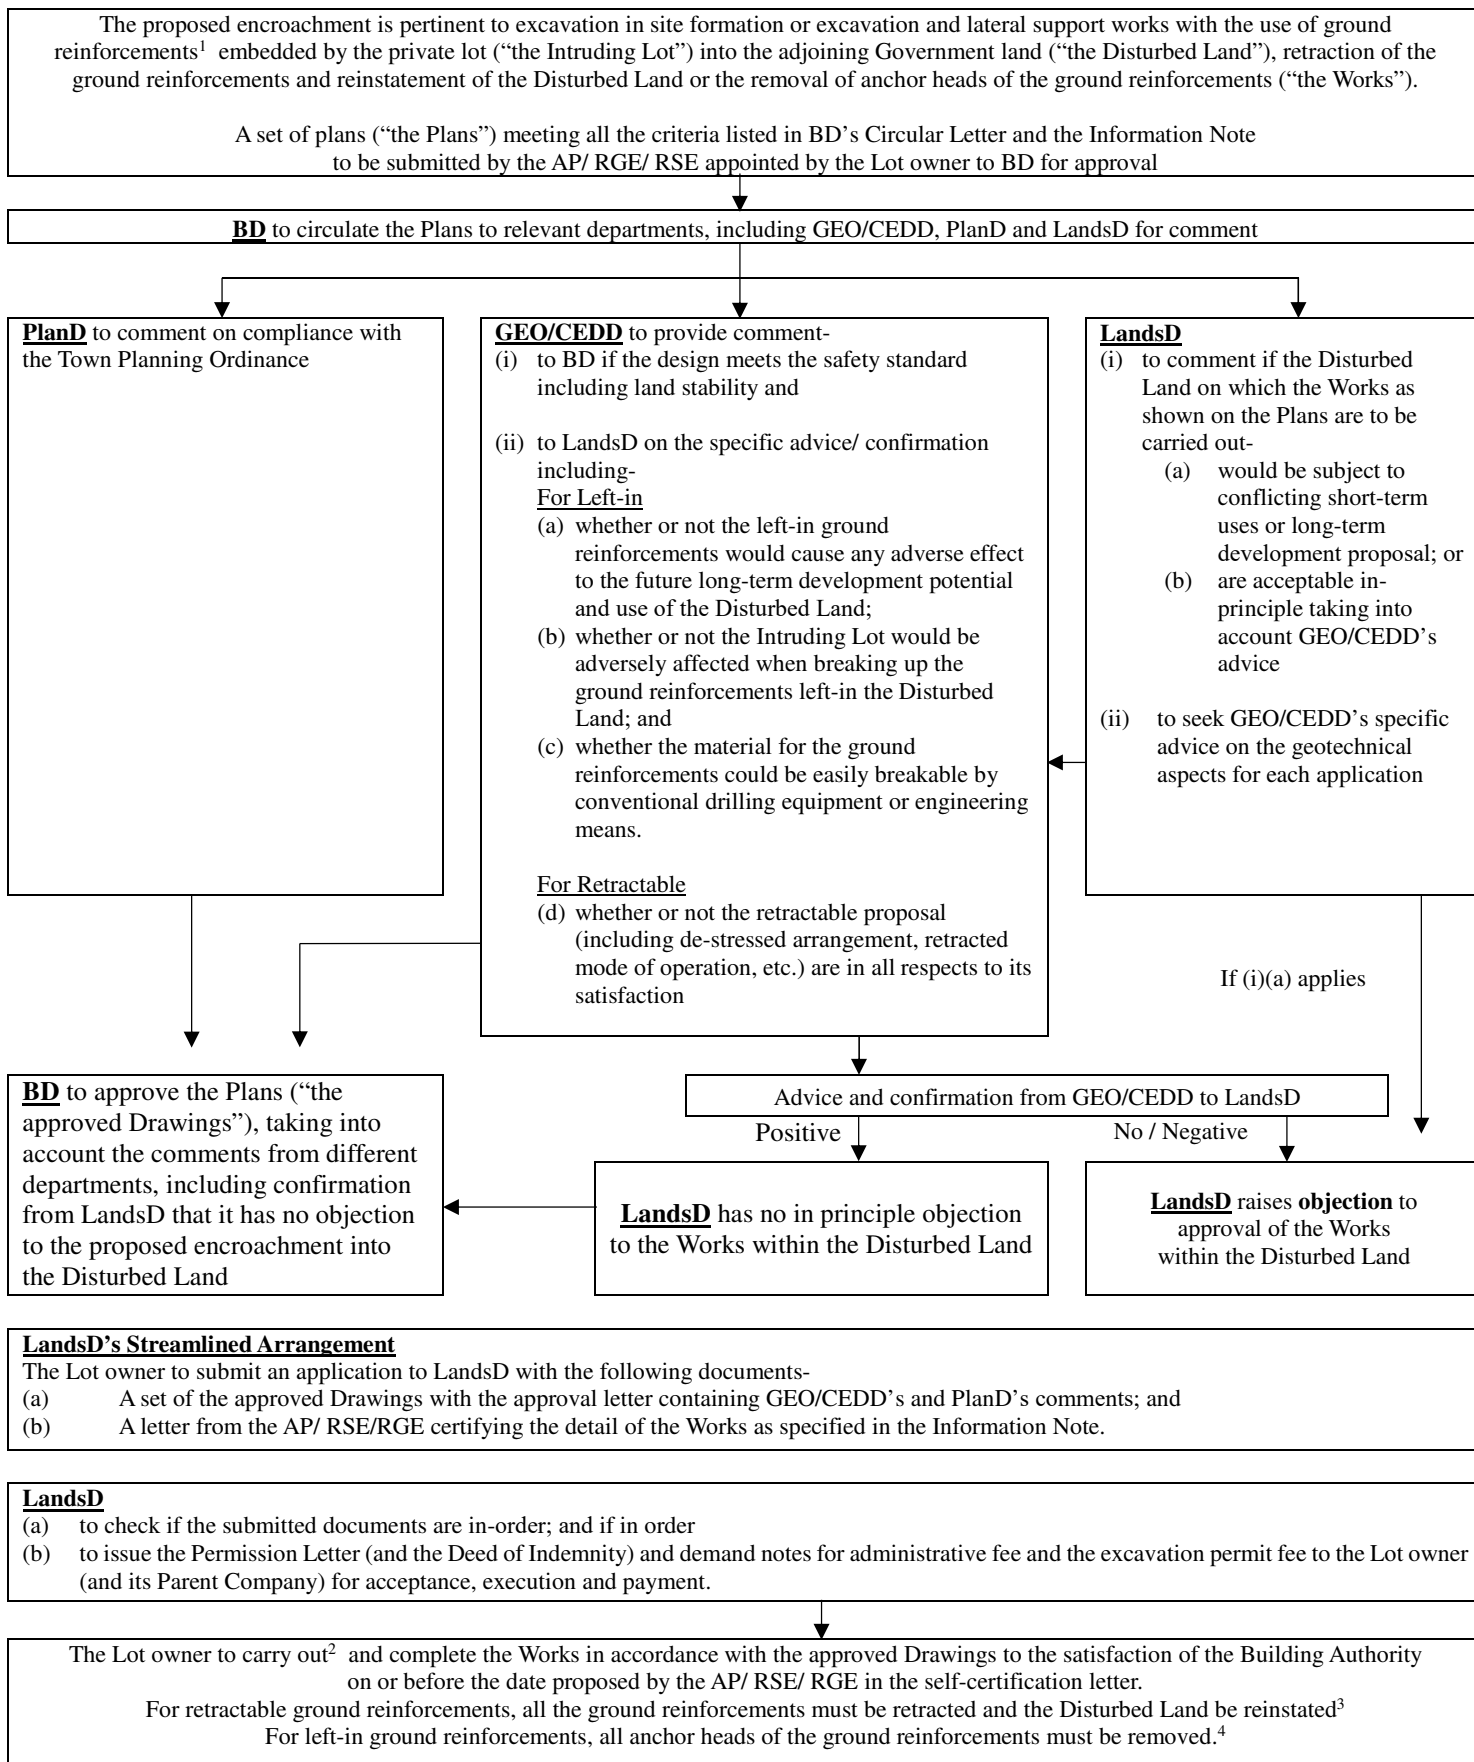 The proposed encroachment is pertinent to excavation in site formation or excavation and lateral support works with the use of ground
reinforcements1 embedded by the private lot (“the Intruding Lot”) into the adjoining Government land (“the Disturbed Land”), retraction of the
ground reinforcements and reinstatement of the Disturbed Land or the removal of anchor heads of the ground reinforcements (“the Works”).
A set of plans (“the Plans”) meeting all the criteria listed in BD’s Circular Letter and the Information Note
to be submitted by the AP/ RGE/ RSE appointed by the Lot owner to BD for approval
BD to circulate the Plans to relevant departments, including GEO/CEDD, PlanD and LandsD for comment
PlanD to comment on compliance with
the Town Planning Ordinance
GEO/CEDD to provide comment-
(i) to BD if the design meets the safety standard
including land stability and
(ii) to LandsD on the specific advice/ confirmation
including-
For Left-in
(a) whether or not the left-in ground
reinforcements would cause any adverse effect
to the future long-term development potential
and use of the Disturbed Land;
(b) whether or not the Intruding Lot would be
adversely affected when breaking up the
ground reinforcements left-in the Disturbed
Land; and
(c) whether the material for the ground
reinforcements could be easily breakable by
conventional drilling equipment or engineering
means.
For Retractable
(d) whether or not the retractable proposal
(including de-stressed arrangement, retracted
mode of operation, etc.) are in all respects to its
satisfaction
LandsD
(i) to comment if the Disturbed
Land on which the Works as
shown on the Plans are to be
carried out-
(a) would be subject to
conflicting short-term
uses or long-term
development proposal; or
(b) are acceptable in-
principle taking into
account GEO/CEDD’s
advice
(ii) to seek GEO/CEDD’s specific
advice on the geotechnical
aspects for each application
If (i)(a) applies
BD to approve the Plans (“the
approved Drawings”), taking into
account the comments from different
departments, including confirmation
from LandsD that it has no objection
to the proposed encroachment into
the Disturbed Land
Advice and confirmation from GEO/CEDD to LandsD
Positive
No / Negative
LandsD has no in principle objection
to the Works within the Disturbed Land
LandsD raises objection to
approval of the Works
within the Disturbed Land
LandsD’s Streamlined Arrangement
The Lot owner to submit an application to LandsD with the following documents-
(a) A set of the approved Drawings with the approval letter containing GEO/CEDD’s and PlanD’s comments; and
(b) A letter from the AP/ RSE/RGE certifying the detail of the Works as specified in the Information Note.
LandsD
(a) to check if the submitted documents are in-order; and if in order
(b) to issue the Permission Letter (and the Deed of Indemnity) and demand notes for administrative fee and the excavation permit fee to the Lot owner
(and its Parent Company) for acceptance, execution and payment.
The Lot owner to carry out2 and complete the Works in accordance with the approved Drawings to the satisfaction of the Building Authority
on or before the date proposed by the AP/ RSE/ RGE in the self-certification letter.
For retractable ground reinforcements, all the ground reinforcements must be retracted and the Disturbed Land be reinstated3
For left-in ground reinforcements, all anchor heads of the ground reinforcements must be removed.4